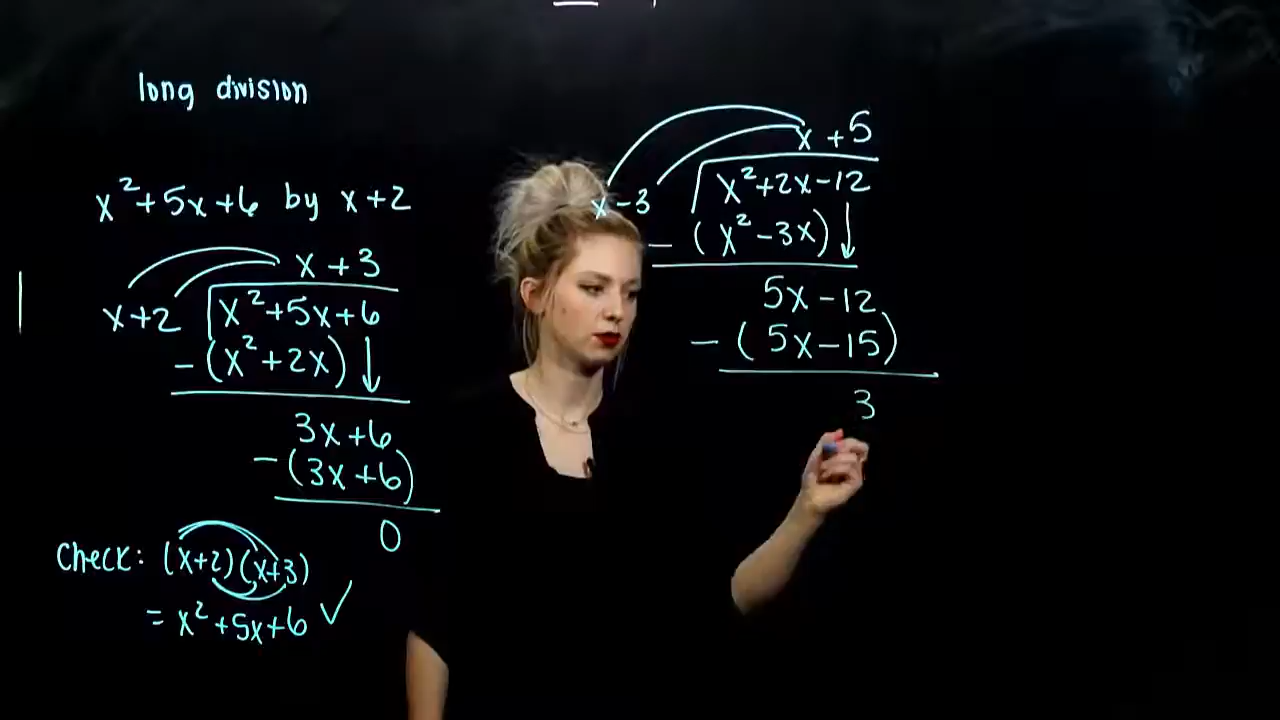 long division
x²+5x+6 by x+2
x+3
x+2 x²+5x+6
-(x²+2x)
3x+6
-(3x+6)
0
Check: (x+2)(x+3)
= x²+5x+6 ✓
x+5
x-3 x²+2x-12
-(x²-3x)
5x-12
-(5x-15)
3